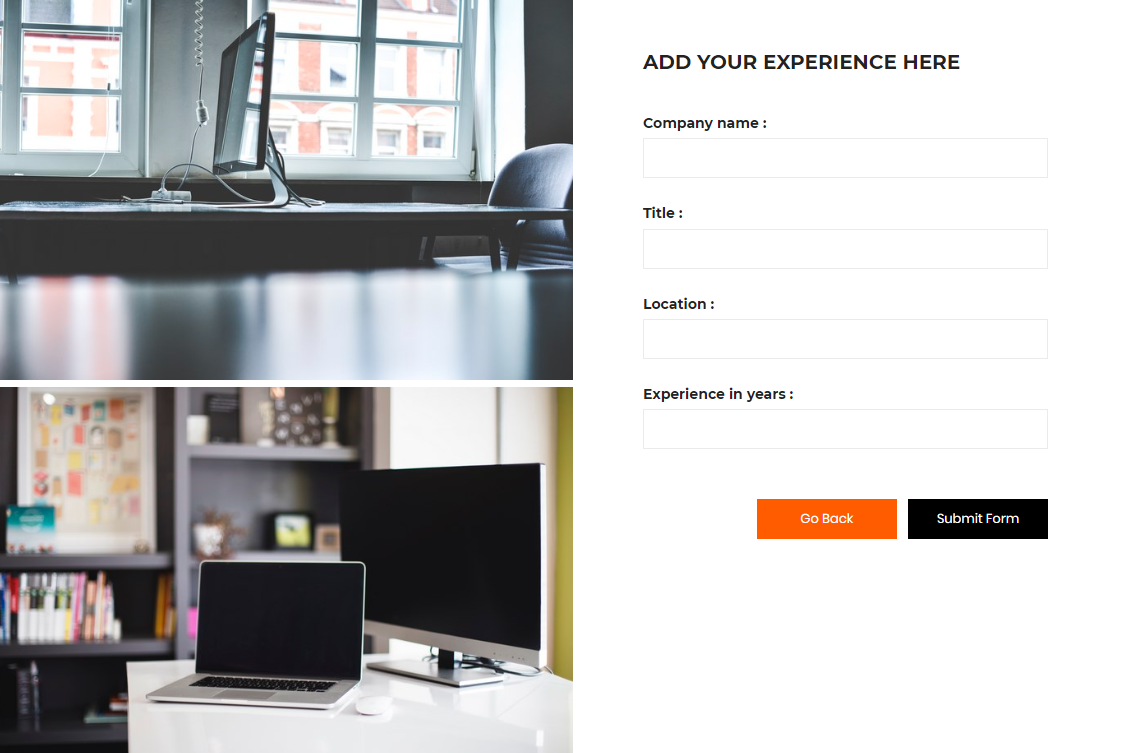 ADD YOUR EXPERIENCE HERE
Company name :
Title :
Location :
Experience in years :
Go Back
Submit Form